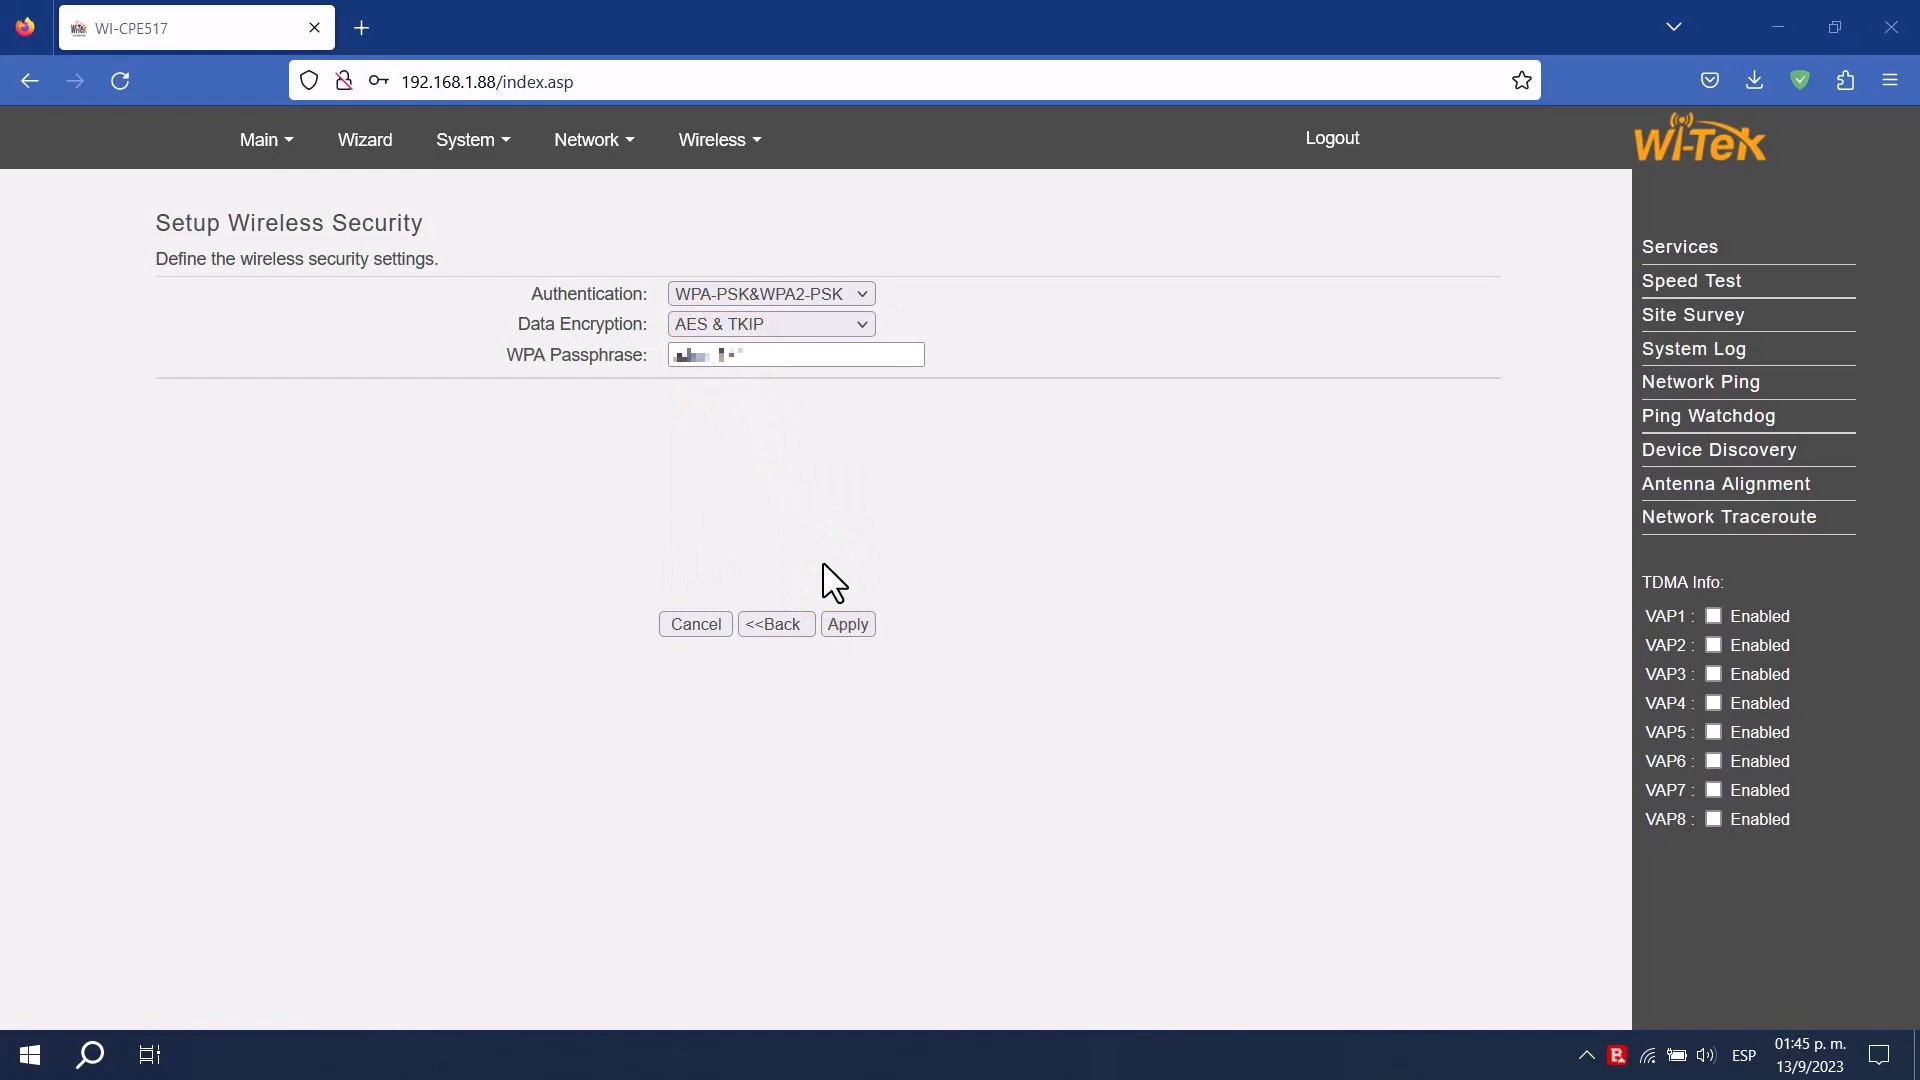 WI-CPE517
192.168.1.88/index.asp
Main
Wizard
System
Network
Wireless
Logout
Wi-Tek
Setup Wireless Security
Define the wireless security settings.
Authentication:
WPA-PSK&WPA2-PSK
Data Encryption:
AES & TKIP
WPA Passphrase:
Cancel
<<Back
Apply
Services
Speed Test
Site Survey
System Log
Network Ping
Ping Watchdog
Device Discovery
Antenna Alignment
Network Traceroute
TDMA Info:
VAP1 : Enabled
VAP2 : Enabled
VAP3 : Enabled
VAP4 : Enabled
VAP5 : Enabled
VAP6 : Enabled
VAP7 : Enabled
VAP8 : Enabled
ESP
01:45 p. m.
13/9/2023